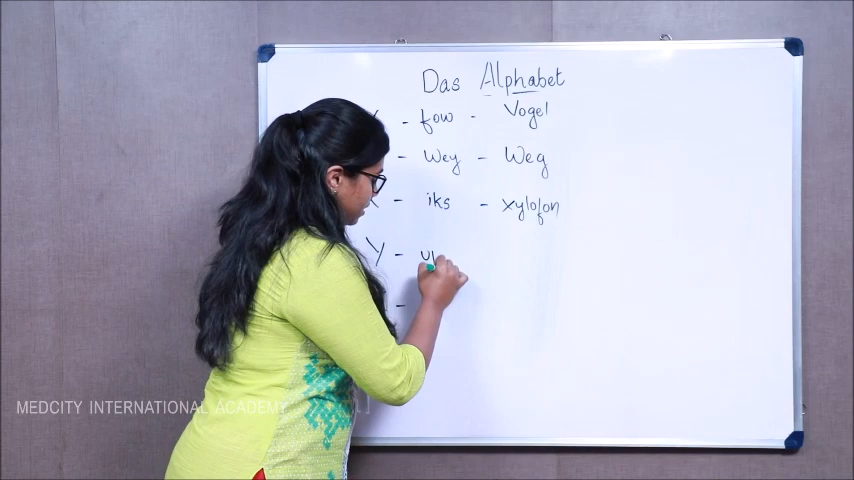 Das Alphabet
- fow - Vogel
- Wey - Weg
- iks - Xylofon
Y -
-
MEDCITY INTERNATIONAL ACADEMY